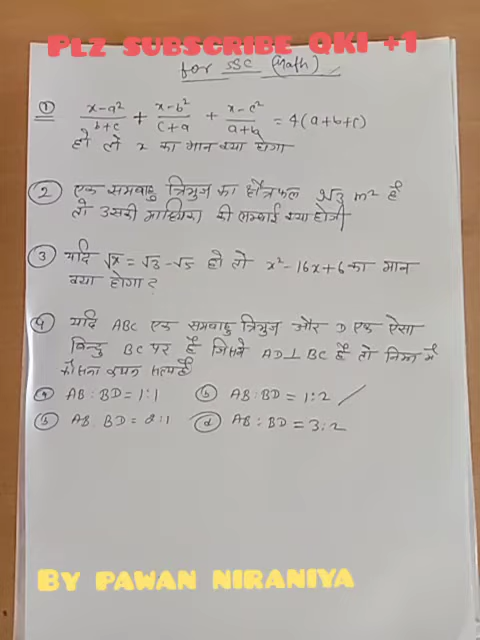 PLZ SUBSCRIBE QKI +1
for SSC (Math)
① x-a²/b+c + x-b²/c+a + x-c²/a+b = 4(a+b+c)
हो तो x का मान क्या होगा
② एक समबाहु त्रिभुज का क्षेत्रफल 9√3 m² है
तो उसकी माध्यिका की लम्बाई क्या होगी
③ यदि √x = √3 - √5 हो तो x² - 16x + 6 का मान
क्या होगा ?
④ यदि ABC एक समबाहु त्रिभुज और D एक ऐसा
बिन्दु BC पर है जिससे AD⊥BC है तो निम्न में
कौनसा कथन सत्य है
ⓐ AB : BD = 1:1 ⓑ AB : BD = 1:2
ⓑ AB : BD = 2:1 ⓓ AB : BD = 3:2
BY PAWAN NIRANIYA